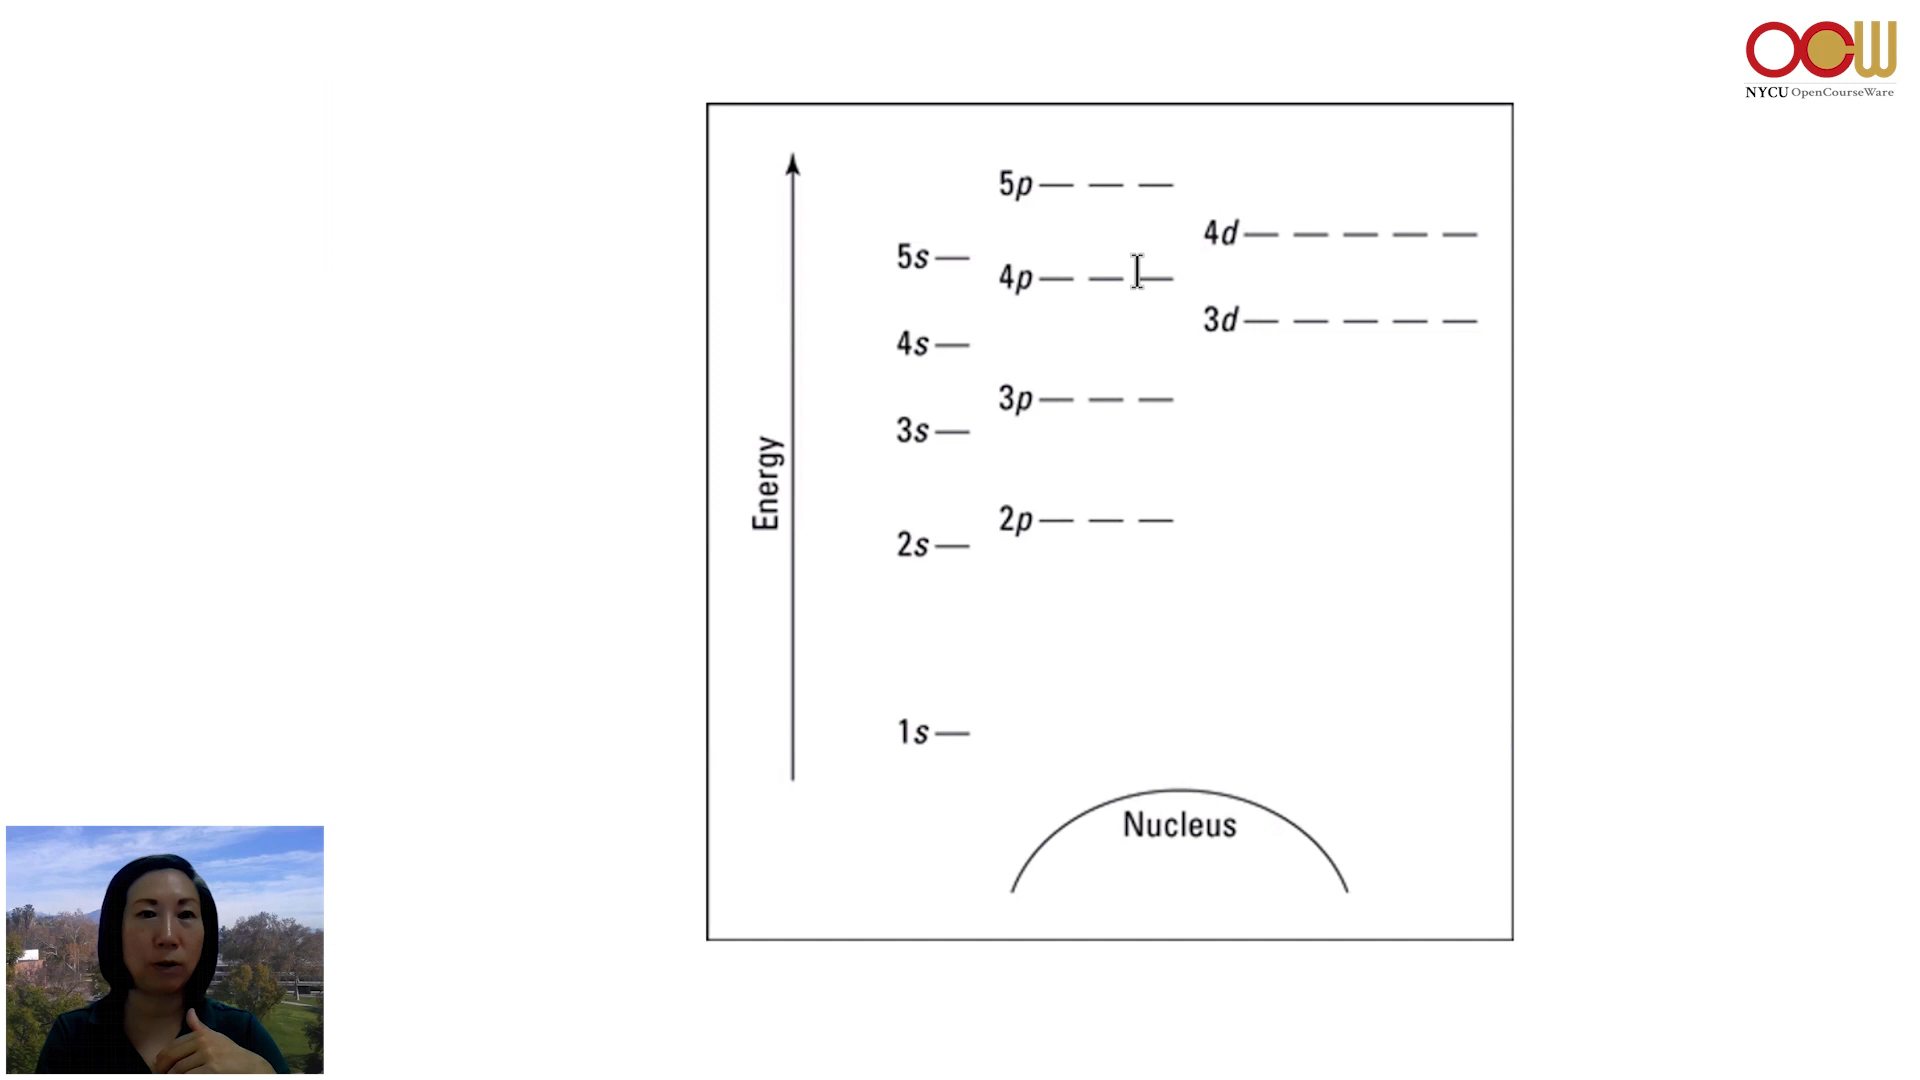 OCW
NYCU OpenCourseWare
5p
4d
5s
4p
3d
4s
3p
3s
Energy
2p
2s
1s
Nucleus